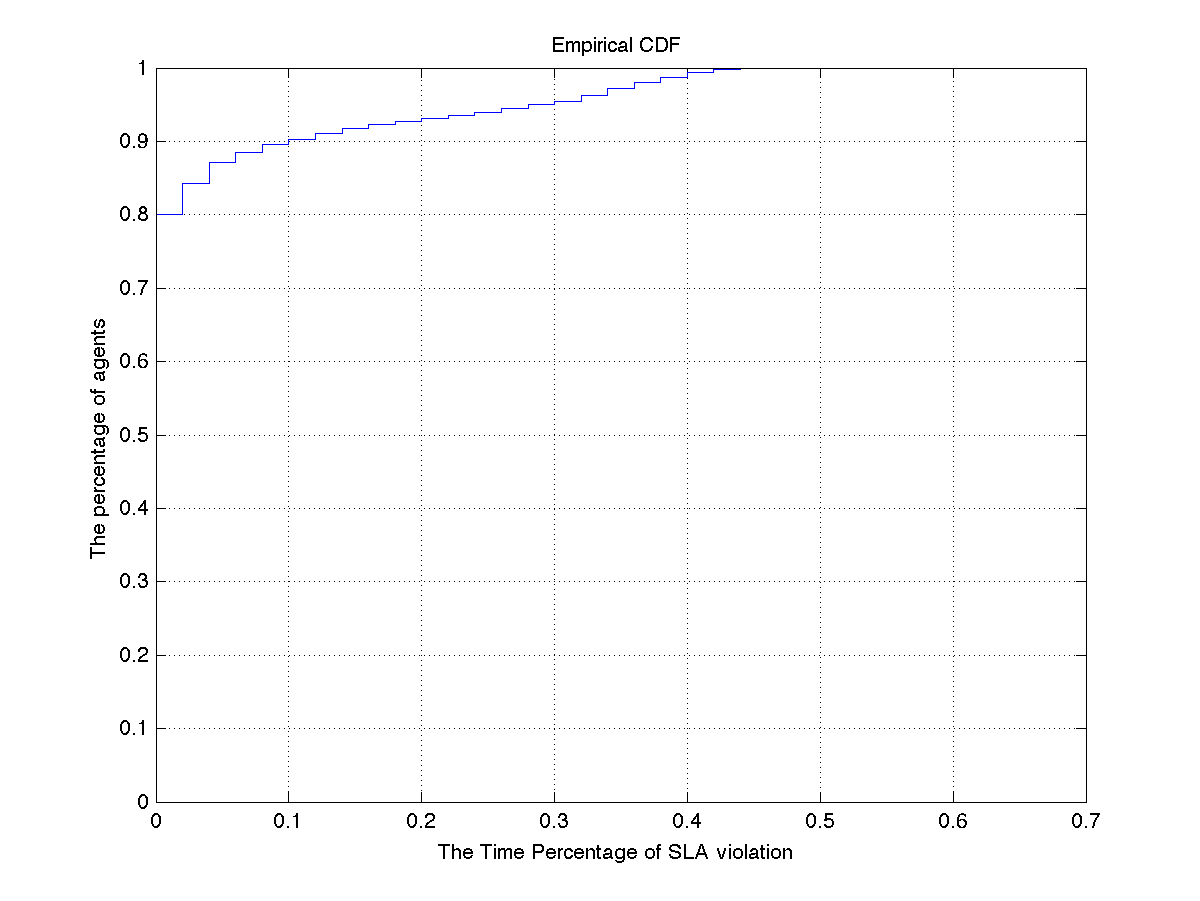 Empirical CDF
1
0.9
0.8
0.7
0.6
0.5
0.4
0.3
0.2
0.1
0
The percentage of agents
0 0.1 0.2 0.3 0.4 0.5 0.6 0.7
The Time Percentage of SLA violation